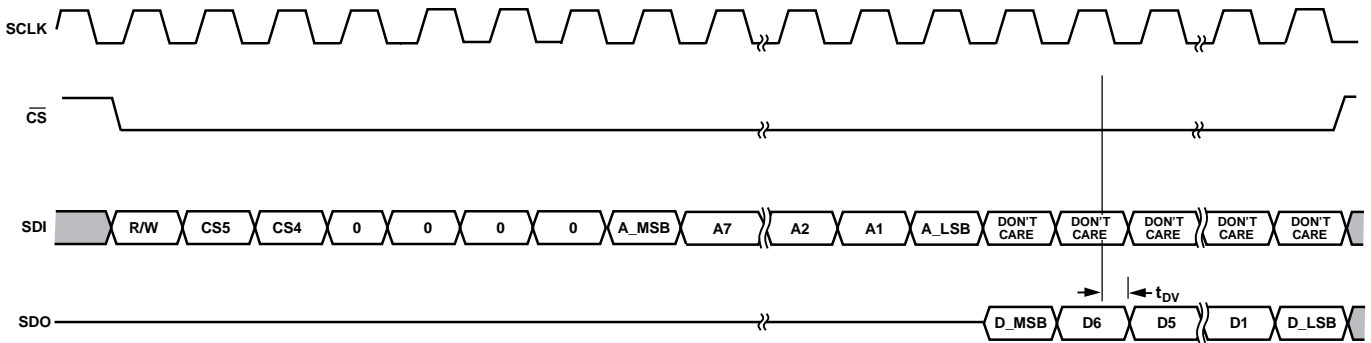 SCLK
CS
SDI R/W CS5 CS4 0 0 0 0 A_MSB A7 A2 A1 A_LSB DON'T CARE DON'T CARE DON'T CARE DON'T CARE DON'T CARE
tDV
SDO D_MSB D6 D5 D1 D_LSB